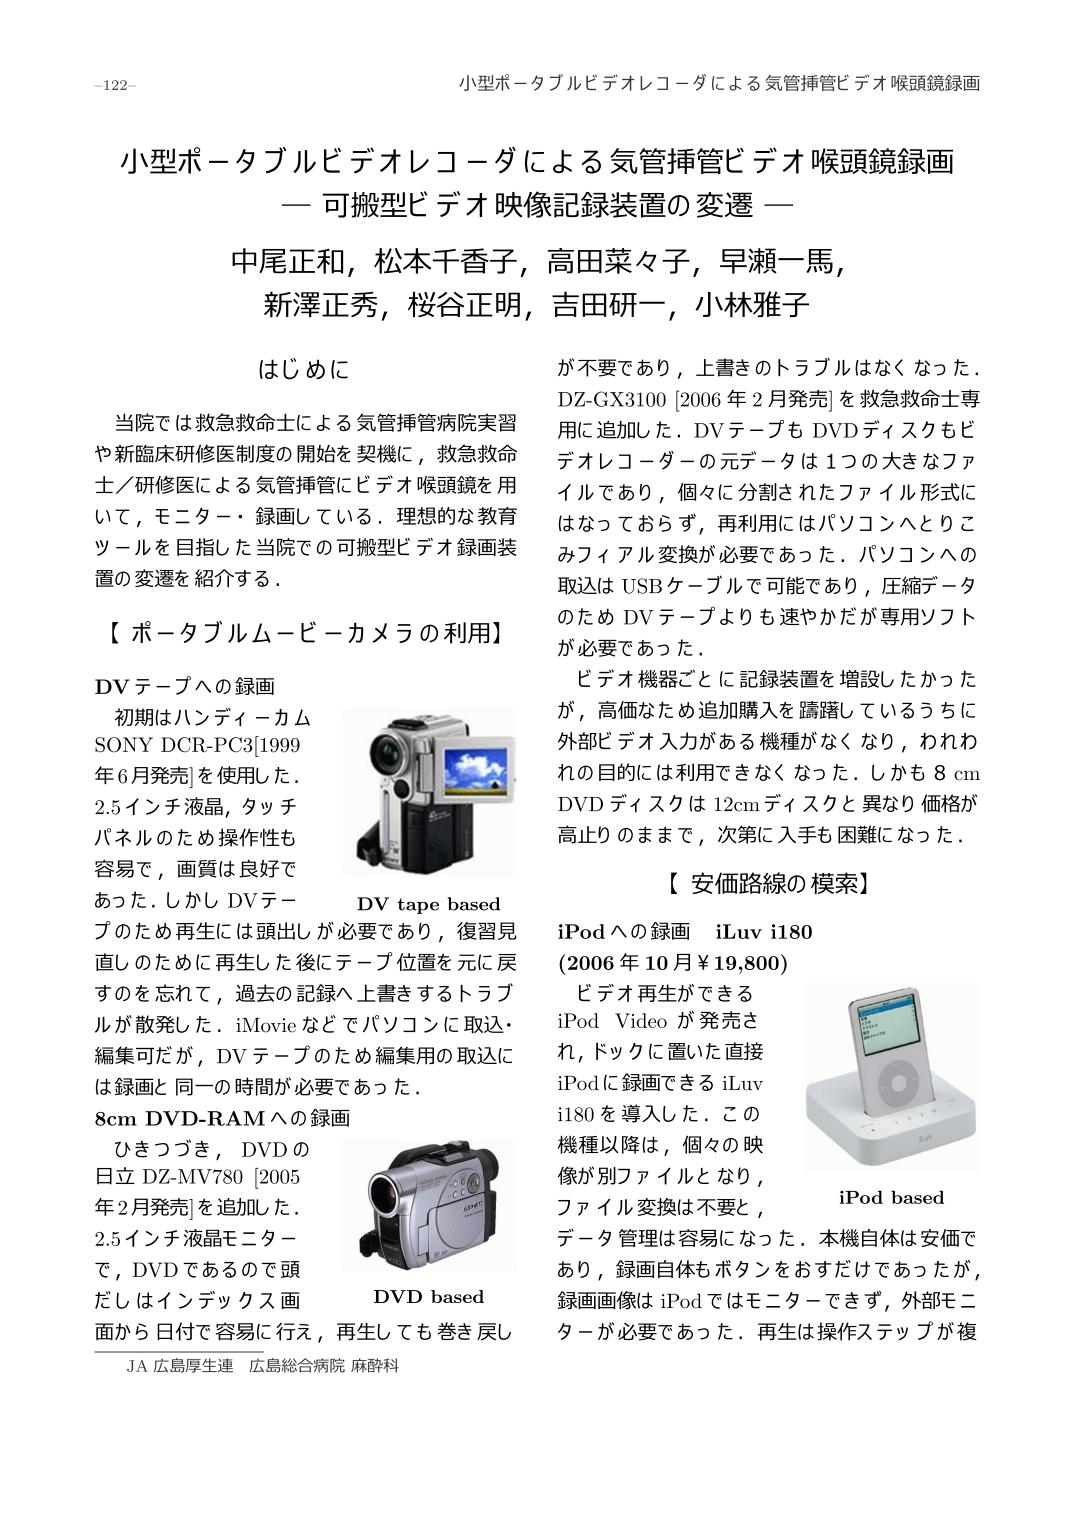 –122–
小型ポータブルビデオレコーダによる気管挿管ビデオ喉頭鏡録画
小型ポータブルビデオレコーダによる気管挿管ビデオ喉頭鏡録画
— 可搬型ビデオ映像記録装置の変遷 —
中尾正和，松本千香子，高田菜々子，早瀬一馬，
新澤正秀，桜谷正明，吉田研一，小林雅子
はじめに
当院では救急救命士による気管挿管病院実習
や新臨床研修医制度の開始を契機に，救急救命
士／研修医による気管挿管にビデオ喉頭鏡を用
いて，モニター・録画している．理想的な教育
ツールを目指した当院での可搬型ビデオ録画装
置の変遷を紹介する．
【ポータブルムービーカメラの利用】
DVテープへの録画
初期はハンディーカム
SONY DCR-PC3[1999
年6月発売]を使用した．
2.5インチ液晶，タッチ
パネルのため操作性も
容易で，画質は良好で
あった．しかしDVテー
DV tape based
プのため再生には頭出しが必要であり，復習見
直しのために再生した後にテープ位置を元に戻
すのを忘れて，過去の記録へ上書きするトラブ
ルが散発した．iMovieなどでパソコンに取込・
編集可だが，DVテープのため編集用の取込に
は録画と同一の時間が必要であった．
8cm DVD-RAMへの録画
ひきつづき，DVDの
日立 DZ-MV780 [2005
年2月発売]を追加した．
2.5インチ液晶モニター
で，DVDであるので頭
だしはインデックス画
DVD based
面から日付で容易に行え，再生しても巻き戻し
JA 広島厚生連　広島総合病院 麻酔科
が不要であり，上書きのトラブルはなくなった．
DZ-GX3100 [2006 年 2 月発売] を救急救命士専
用に追加した．DVテープも DVDディスクもビ
デオレコーダーの元データは1つの大きなファ
イルであり，個々に分割されたファイル形式に
はなっておらず，再利用にはパソコンへとりこ
みフィアル変換が必要であった．パソコンへの
取込は USBケーブルで可能であり，圧縮データ
のため DVテープよりも速やかだが専用ソフト
が必要であった．
ビデオ機器ごとに記録装置を増設したかった
が，高価なため追加購入を躊躇しているうちに
外部ビデオ入力がある機種がなくなり，われわ
れの目的には利用できなくなった．しかも 8 cm
DVDディスクは 12cmディスクと異なり価格が
高止りのままで，次第に入手も困難になった．
【安価路線の模索】
iPodへの録画　iLuv i180
(2006 年 10 月¥19,800)
ビデオ再生ができる
iPod Video が発売さ
れ，ドックに置いた直接
iPodに録画できる iLuv
i180 を導入した．この
機種以降は，個々の映
像が別ファイルとなり，
ファイル変換は不要と，
iLuv
iPod based
データ管理は容易になった．本機自体は安価で
あり，録画自体もボタンをおすだけであったが，
録画画像は iPodではモニターできず，外部モニ
ターが必要であった．再生は操作ステップが複